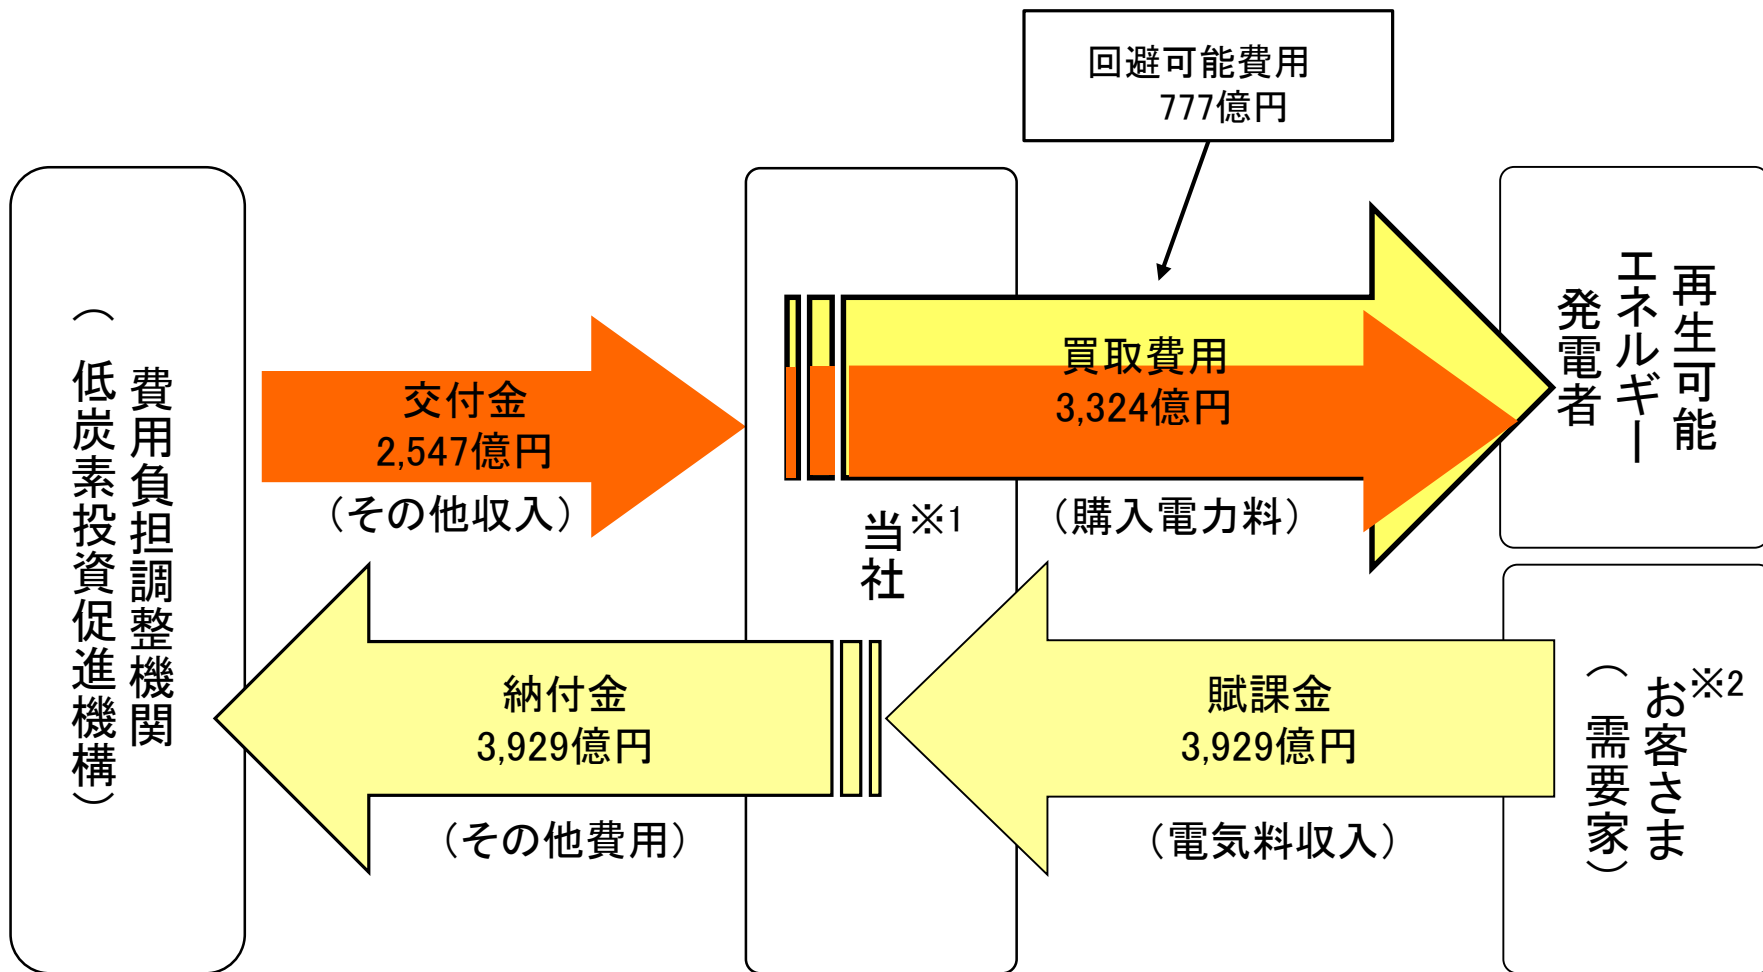 回避可能費用
777億円
費用負担調整機関
(低炭素投資促進機構)
交付金
2,547億円
(その他収入)
当社※1
買取費用
3,324億円
(購入電力料)
再生可能
エネルギー
発電者
納付金
3,929億円
(その他費用)
賦課金
3,929億円
(電気料収入)
お客さま※2
(需要家)